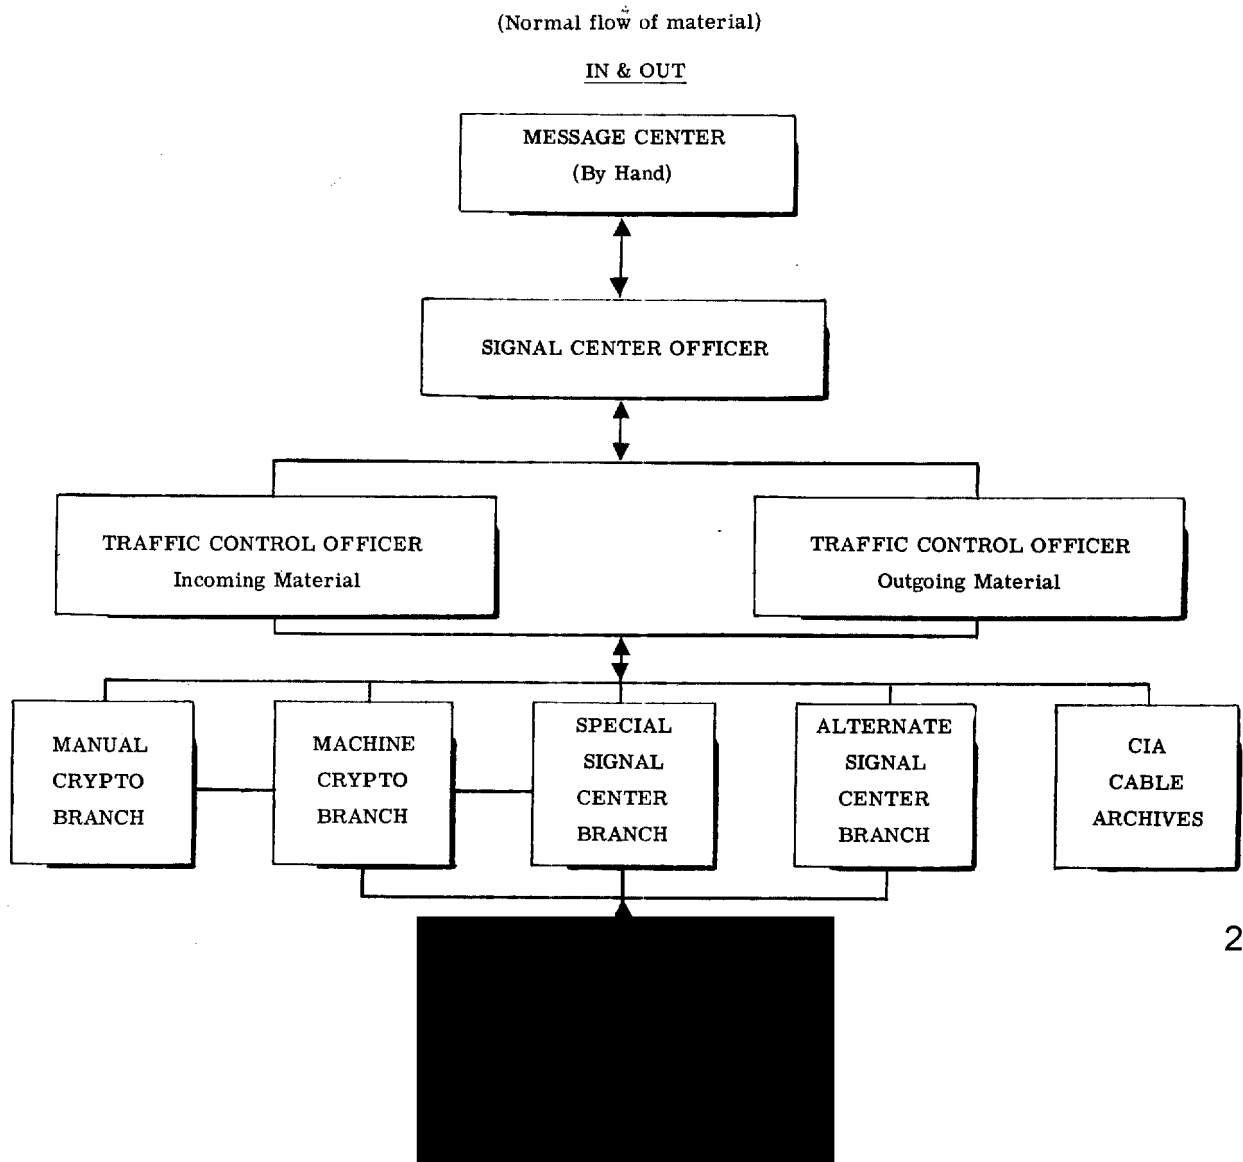 (Normal flow of material)
IN & OUT
MESSAGE CENTER
(By Hand)
SIGNAL CENTER OFFICER
TRAFFIC CONTROL OFFICER
Incoming Material
TRAFFIC CONTROL OFFICER
Outgoing Material
MANUAL
CRYPTO
BRANCH
MACHINE
CRYPTO
BRANCH
SPECIAL
SIGNAL
CENTER
BRANCH
ALTERNATE
SIGNAL
CENTER
BRANCH
CIA
CABLE
ARCHIVES
2